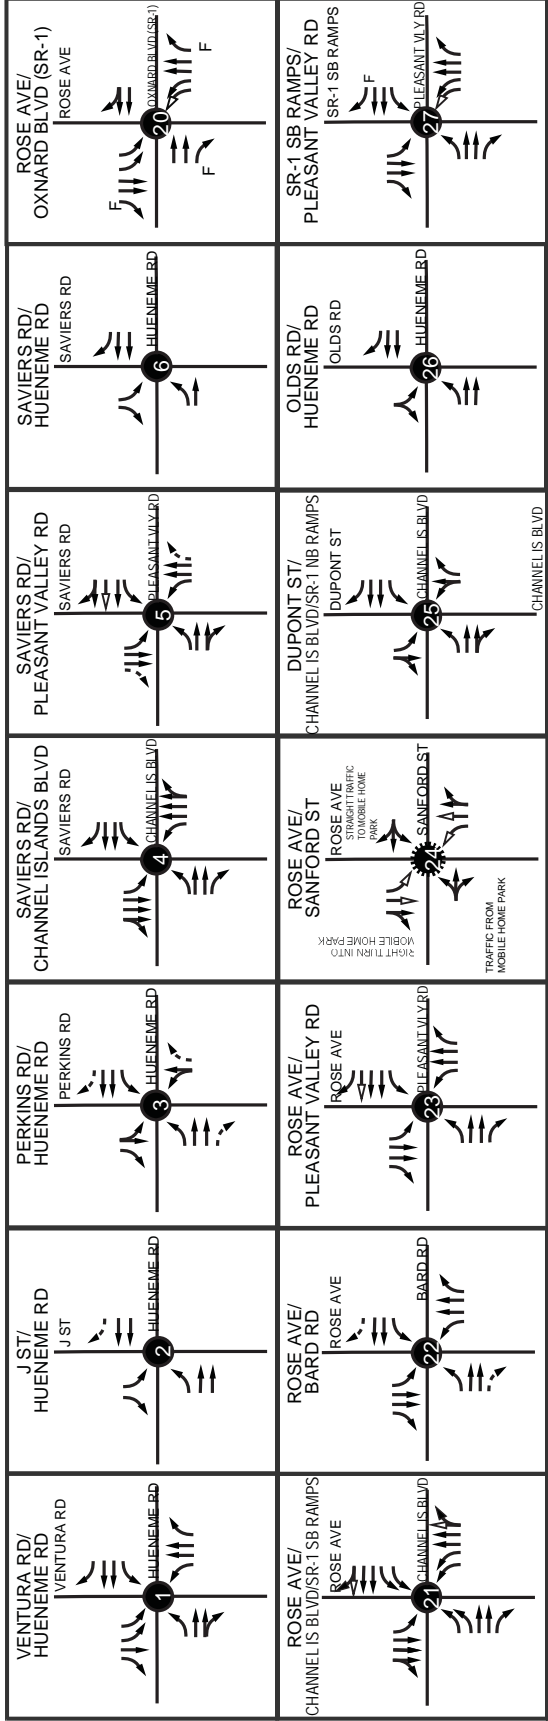 VENTURA RD/
HUENEME RD
VENTURA RD
HUENEME RD
1
J ST/
HUENEME RD
J ST
HUENEME RD
2
PERKINS RD/
HUENEME RD
PERKINS RD
HUENEME RD
3
SAVIERS RD/
CHANNEL ISLANDS BLVD
SAVIERS RD
CHANNEL IS BLVD
4
SAVIERS RD/
PLEASANT VALLEY RD
SAVIERS RD
PLEASANT VLY RD
5
SAVIERS RD/
HUENEME RD
SAVIERS RD
HUENEME RD
6
ROSE AVE/
OXNARD BLVD (SR-1)
ROSE AVE
OXNARD BLVD (SR-1)
F
F
F
20
ROSE AVE/
CHANNEL IS BLVD/SR-1 SB RAMPS
ROSE AVE
CHANNEL IS BLVD
21
ROSE AVE/
BARD RD
ROSE AVE
BARD RD
22
ROSE AVE/
PLEASANT VALLEY RD
ROSE AVE
PLEASANT VLY RD
23
ROSE AVE/
SANFORD ST
ROSE AVE
STRAIGHT TRAFFIC
TO MOBILE HOME
PARK
SANFORD ST
24
RIGHT TURN INTO
MOBILE HOME PARK
TRAFFIC FROM
MOBILE HOME PARK
DUPONT ST/
CHANNEL IS BLVD/SR-1 NB RAMPS
DUPONT ST
CHANNEL IS BLVD
25
CHANNEL IS BLVD
OLDS RD/
HUENEME RD
OLDS RD
HUENEME RD
26
SR-1 SB RAMPS/
PLEASANT VALLEY RD
SR-1 SB RAMPS
F
PLEASANT VLY RD
27